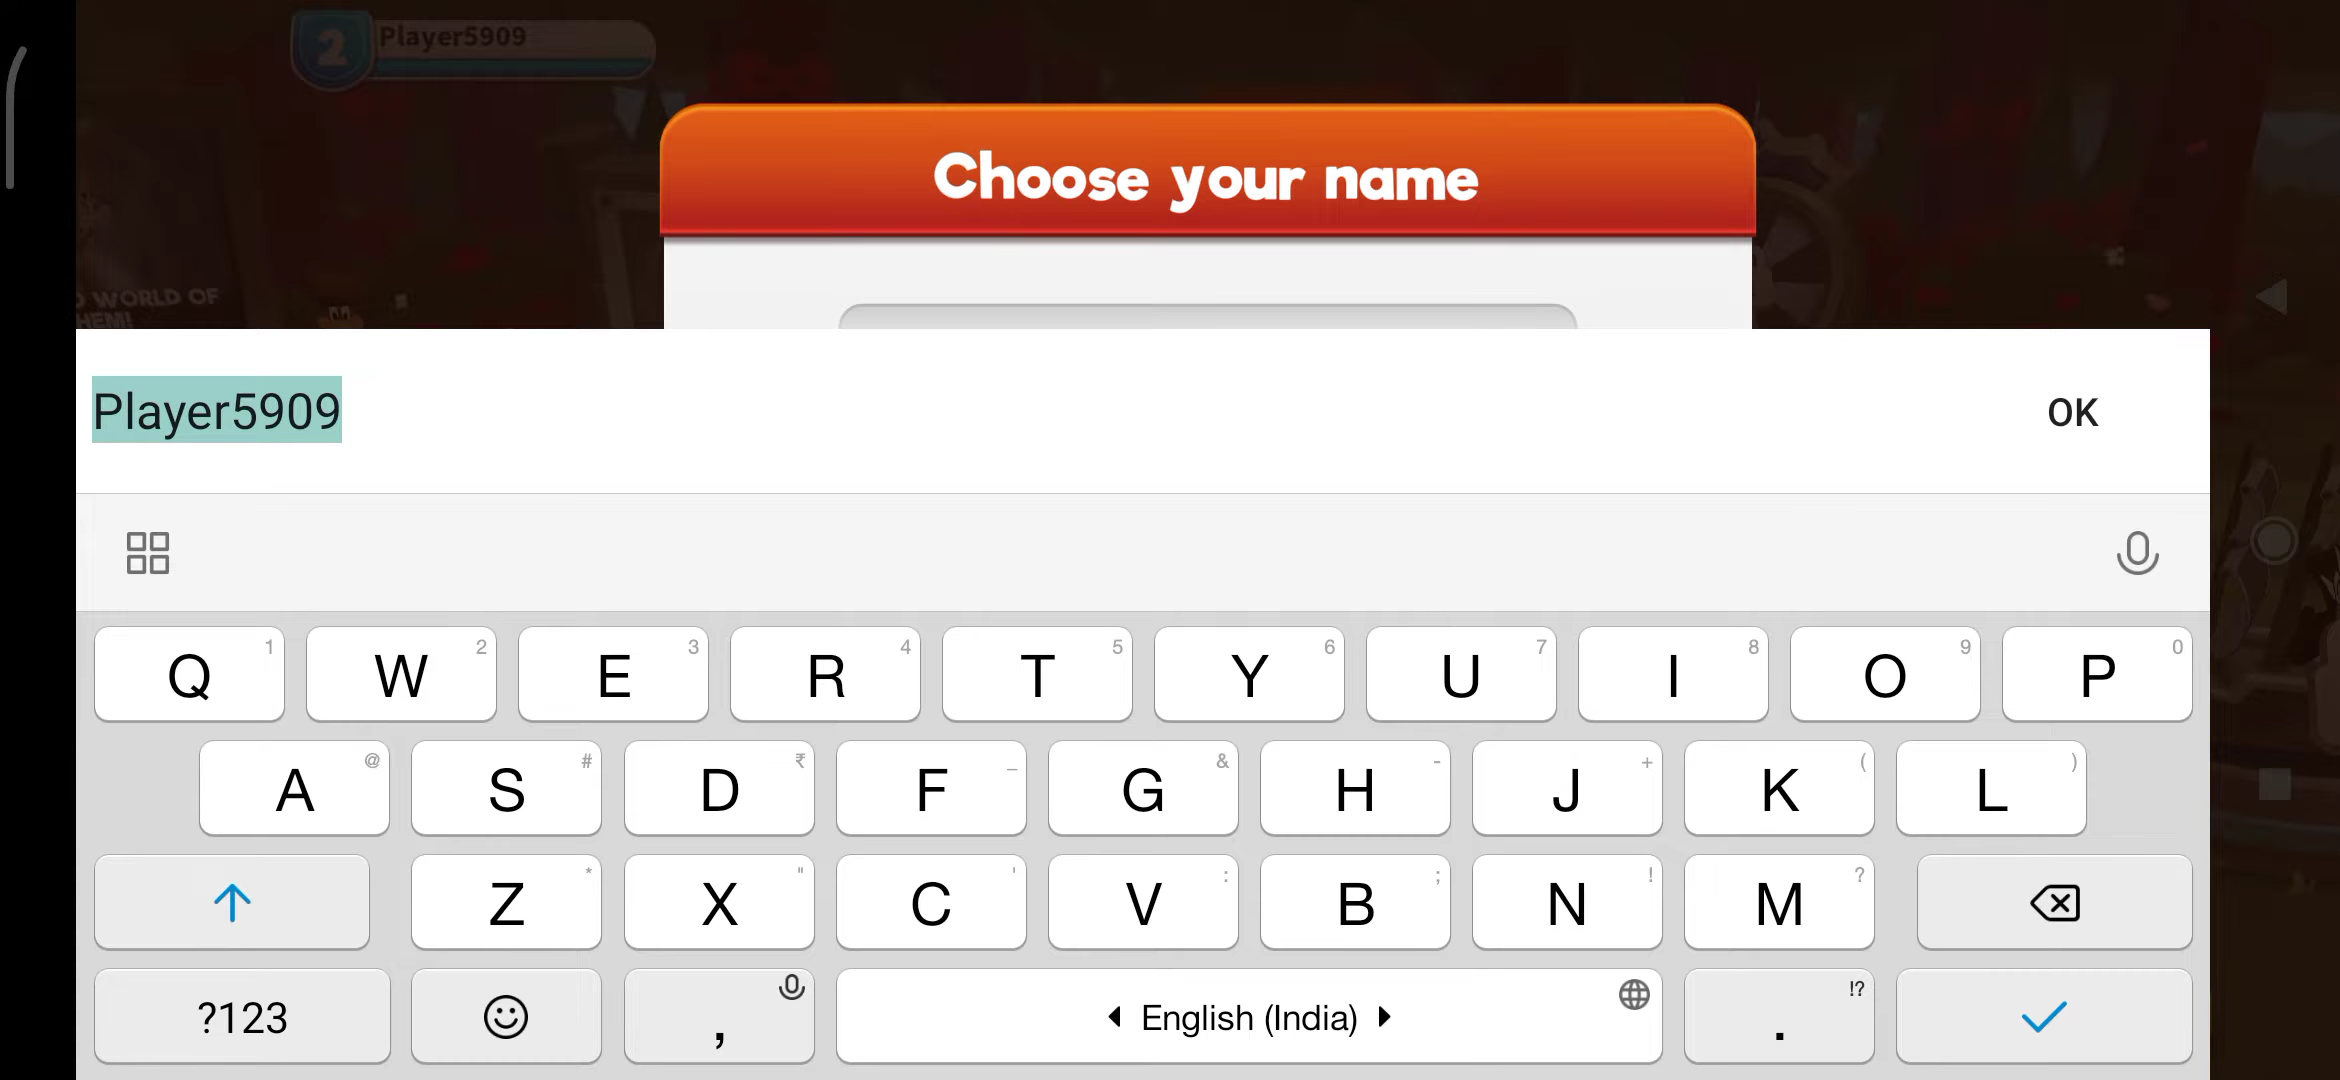 2 Player5909
Choose your name
WORLD OF
HEM!
Player5909 OK
Q 1 W 2 E 3 R 4 T 5 Y 6 U 7 I 8 O 9 P 0
A @ S # D ₹ F _ G & H - J + K ( L )
Z * X " C ' V : B ; N ! M ?
?123 , English (India) . !?